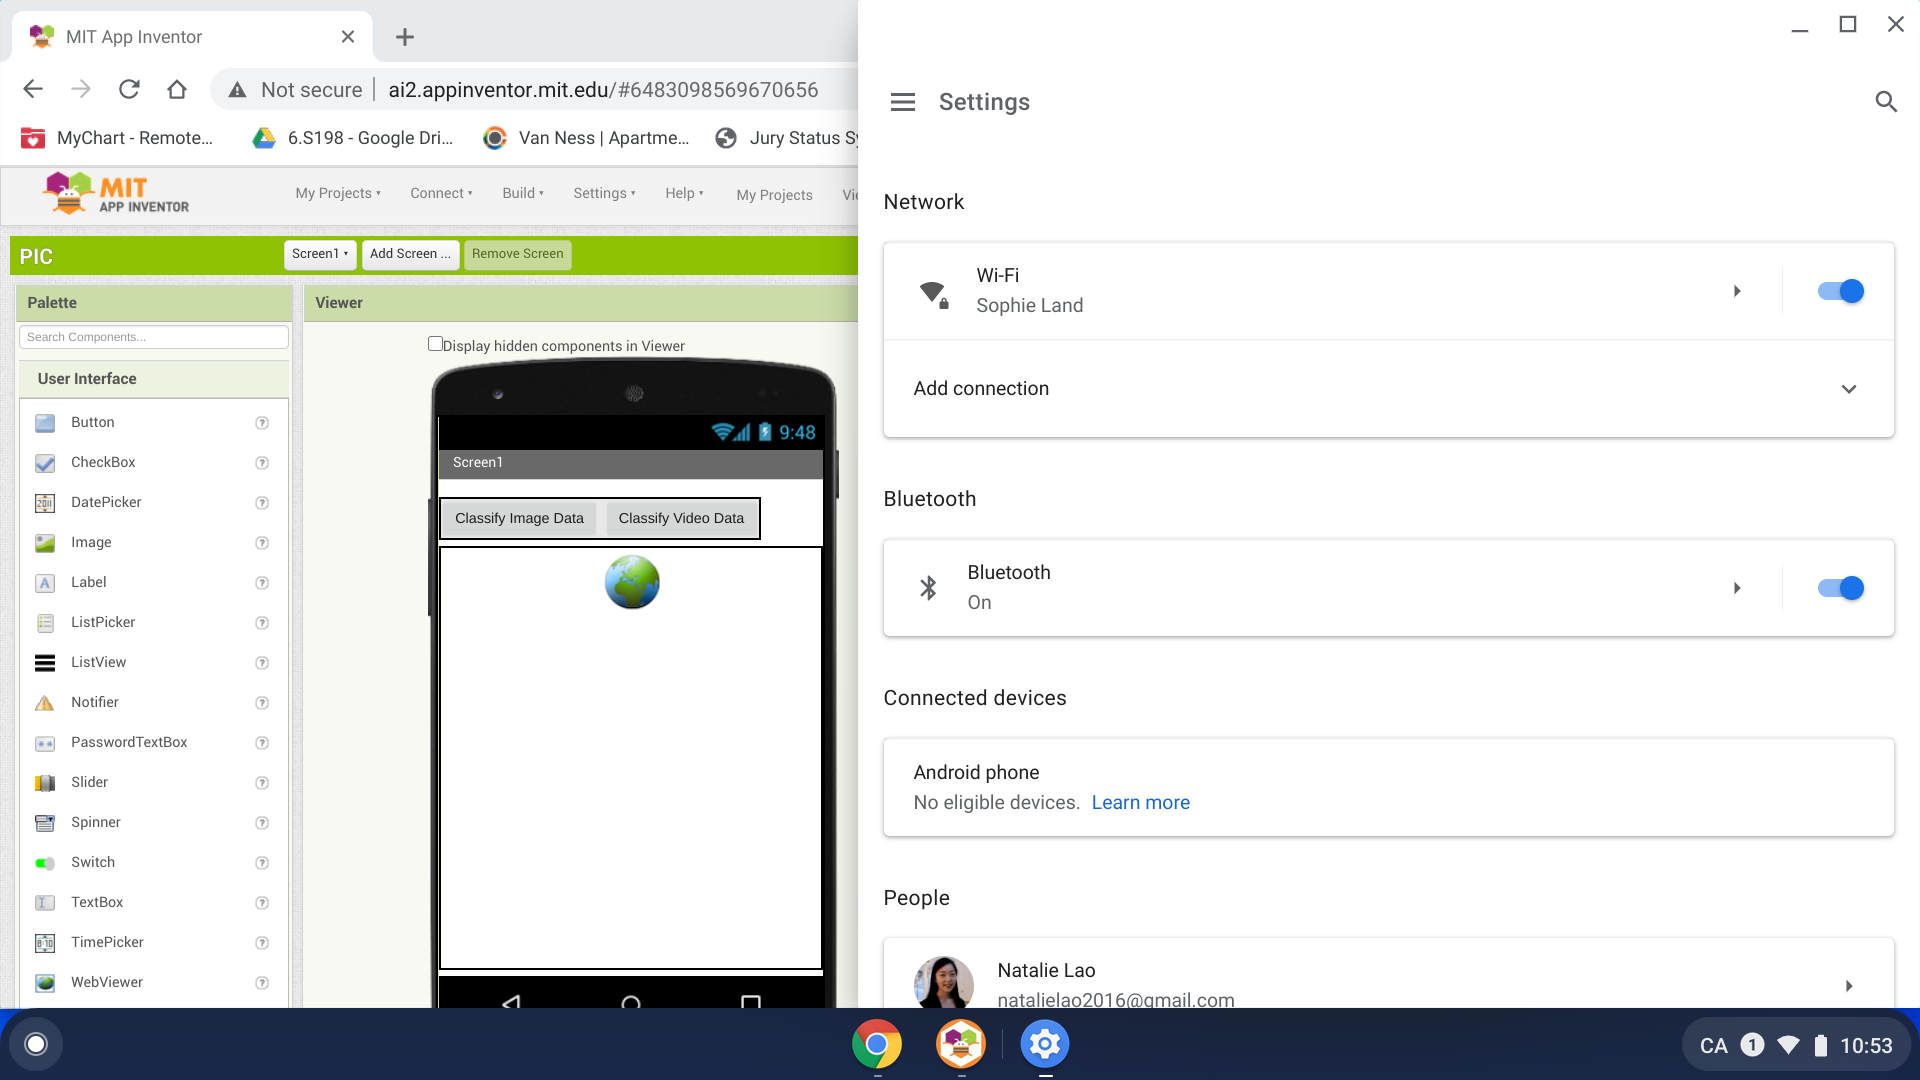 MIT App Inventor
Not secure
ai2.appinventor.mit.edu/#6483098569670656
MyChart - Remote...
6.S198 - Google Dri...
Van Ness | Apartme...
Jury Status Sy
MIT
APP INVENTOR
My Projects
Connect
Build
Settings
Help
My Projects
Vi
PIC
Screen1
Add Screen ...
Remove Screen
Palette
Search Components...
User Interface
Button
?
CheckBox
?
2011
DatePicker
?
Image
?
A
Label
?
ListPicker
?
ListView
?
Notifier
?
PasswordTextBox
?
Slider
?
Spinner
?
Switch
?
TextBox
?
8:10
TimePicker
?
WebViewer
?
Viewer
Display hidden components in Viewer
9:48
Screen1
Classify Image Data
Classify Video Data
Settings
Network
Wi-Fi
Sophie Land
Add connection
Bluetooth
Bluetooth
On
Connected devices
Android phone
No eligible devices. Learn more
People
Natalie Lao
natalielao2016@gmail.com
CA
1
10:53